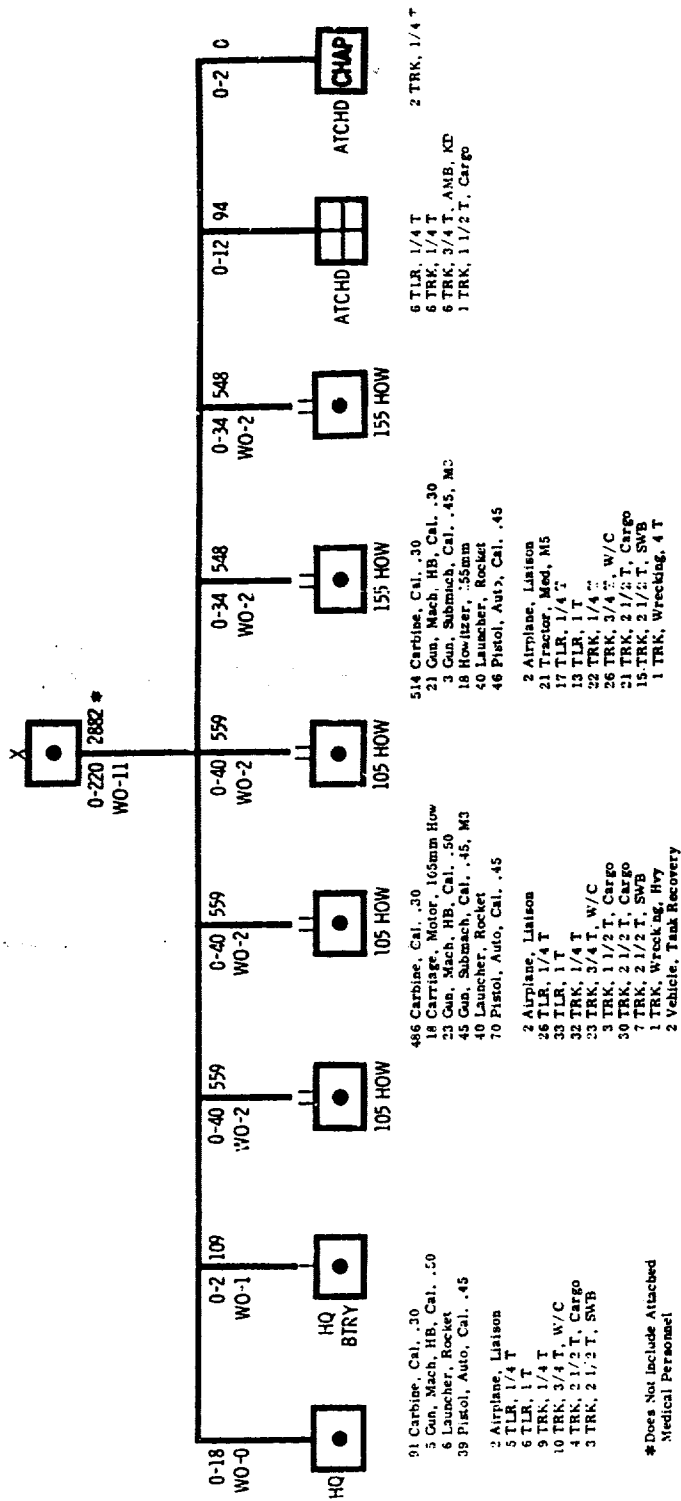 X
0-220 2882 *
WO-11
0-18
WO-0
HQ
0-2 109
WO-1
HQ
BTRY
0-40 559
WO-2
105 HOW
0-40 559
WO-2
105 HOW
0-40 559
WO-2
105 HOW
0-34 548
WO-2
155 HOW
0-34 548
WO-2
155 HOW
0-12 94
ATCHD
0-2 0
ATCHD
CHAP
91 Carbine, Cal. .30
5 Gun, Mach, HB, Cal. .50
6 Launcher, Rocket
39 Pistol, Auto, Cal. .45
2 Airplane, Liaison
5 TLR, 1/4 T
6 TLR, 1 T
9 TRK, 1/4 T
10 TRK, 3/4 T, W/C
4 TRK, 2 1/2 T, Cargo
3 TRK, 2 1/2 T, SWB
486 Carbine, Cal. .30
18 Carriage, Motor, 105mm How
23 Gun, Mach, HB, Cal. .50
45 Gun, Submach, Cal. .45, M3
40 Launcher, Rocket
70 Pistol, Auto, Cal. .45
2 Airplane, Liaison
26 TLR, 1/4 T
33 TLR, 1 T
32 TRK, 1/4 T
23 TRK, 3/4 T, W/C
3 TRK, 1 1/2 T, Cargo
30 TRK, 2 1/2 T, Cargo
7 TRK, 2 1/2 T, SWB
1 TRK, Wrecking, Hvy
2 Vehicle, Tank Recovery
514 Carbine, Cal. .30
21 Gun, Mach, HB, Cal. .30
3 Gun, Submach, Cal. .45, M3
18 Howitzer, 155mm
40 Launcher, Rocket
46 Pistol, Auto, Cal. .45
2 Airplane, Liaison
21 Tractor, Med, M5
17 TLR, 1/4 T
13 TLR, 1 T
22 TRK, 1/4 T
26 TRK, 3/4 T, W/C
21 TRK, 2 1/2 T, Cargo
15 TRK, 2 1/2 T, SWB
1 TRK, Wrecking, 4 T
6 TLR, 1/4 T
6 TRK, 1/4 T
6 TRK, 3/4 T, AMB, KD
1 TRK, 1 1/2 T, Cargo
2 TRK, 1/4 T
*Does Not Include Attached
Medical Personnel